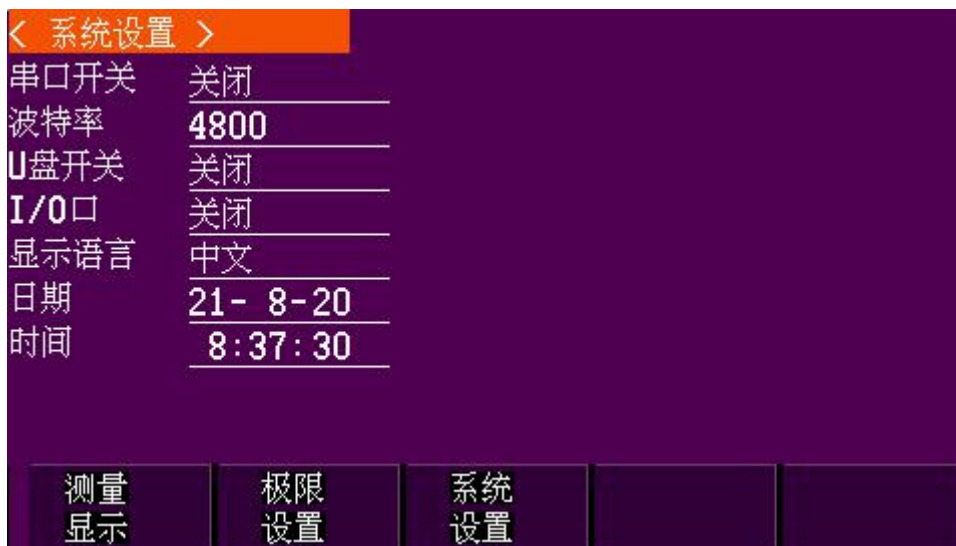 < 系统设置 >
串口开关 关闭
波特率 4800
U盘开关 关闭
I/O口 关闭
显示语言 中文
日期 21- 8-20
时间 8:37:30
测量 极限 系统
显示 设置 设置